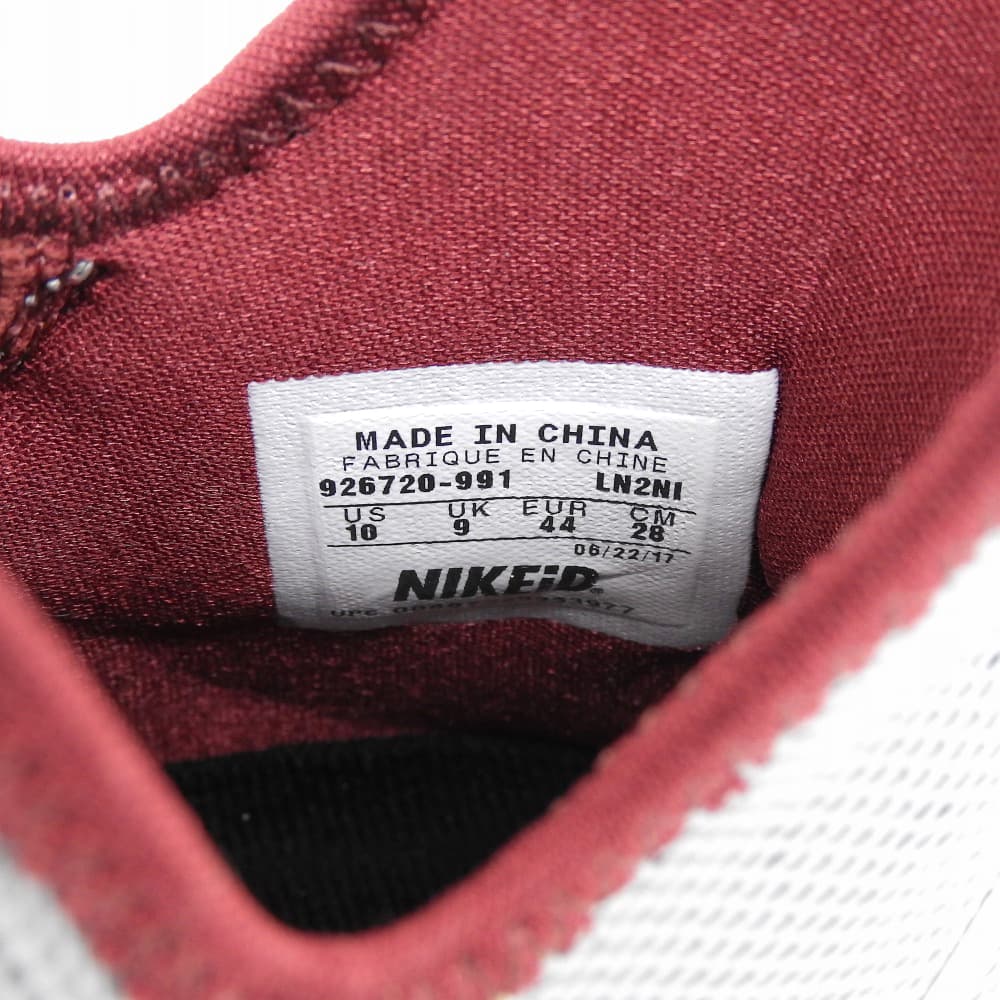 MADE IN CHINA
FABRIQUE EN CHINE
926720-991 LN2NI
US UK EUR CM
10 9 44 28
06/22/17
NIKEiD.
UPC